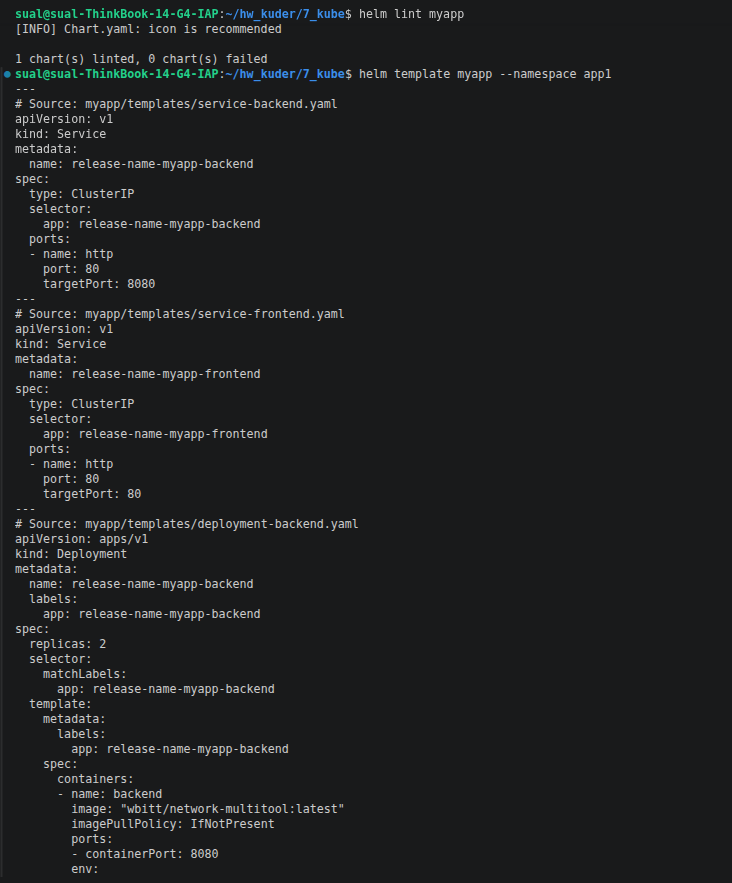 sual@sual-ThinkBook-14-G4-IAP:~/hw_kuder/7_kube$ helm lint myapp
[INFO] Chart.yaml: icon is recommended

1 chart(s) linted, 0 chart(s) failed
sual@sual-ThinkBook-14-G4-IAP:~/hw_kuder/7_kube$ helm template myapp --namespace app1
---
# Source: myapp/templates/service-backend.yaml
apiVersion: v1
kind: Service
metadata:
  name: release-name-myapp-backend
spec:
  type: ClusterIP
  selector:
    app: release-name-myapp-backend
  ports:
  - name: http
    port: 80
    targetPort: 8080
---
# Source: myapp/templates/service-frontend.yaml
apiVersion: v1
kind: Service
metadata:
  name: release-name-myapp-frontend
spec:
  type: ClusterIP
  selector:
    app: release-name-myapp-frontend
  ports:
  - name: http
    port: 80
    targetPort: 80
---
# Source: myapp/templates/deployment-backend.yaml
apiVersion: apps/v1
kind: Deployment
metadata:
  name: release-name-myapp-backend
  labels:
    app: release-name-myapp-backend
spec:
  replicas: 2
  selector:
    matchLabels:
      app: release-name-myapp-backend
  template:
    metadata:
      labels:
        app: release-name-myapp-backend
    spec:
      containers:
      - name: backend
        image: "wbitt/network-multitool:latest"
        imagePullPolicy: IfNotPresent
        ports:
        - containerPort: 8080
        env: